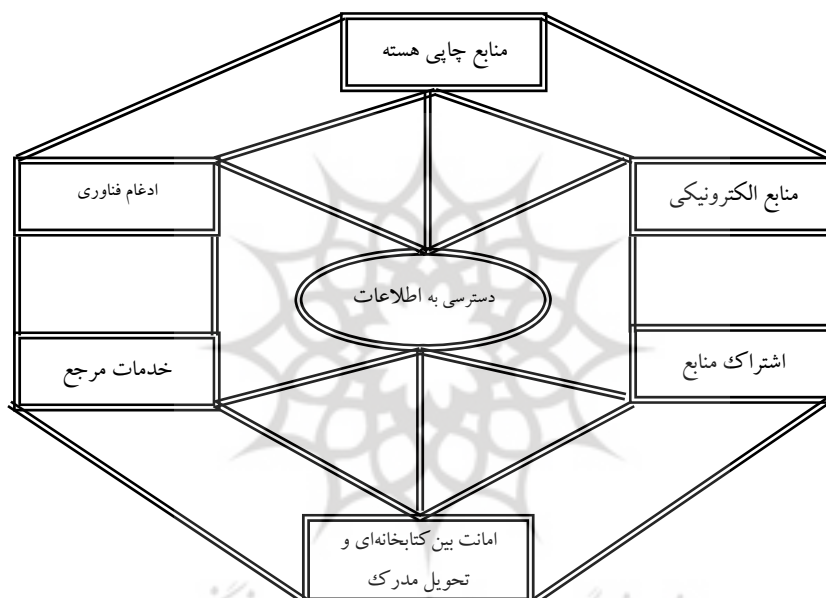 منابع چاپی هسته
منابع الکترونیکی
ادغام فناوری
دسترسی به اطلاعات
اشتراک منابع
خدمات مرجع
امانت بین کتابخانه‌ای و
تحویل مدرک